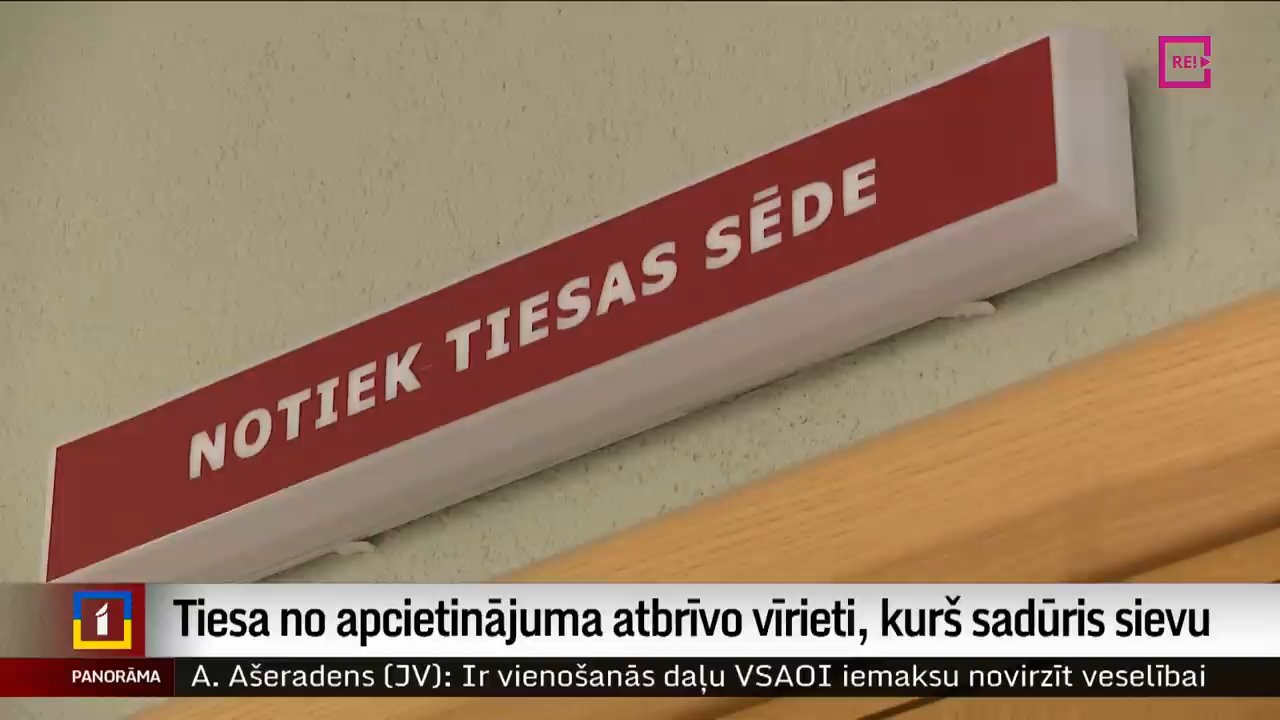 RE!
NOTIEK TIESAS SĒDE
1
Tiesa no apcietinājuma atbrīvo vīrieti, kurš sadūris sievu
PANORĀMA
A. Ašeradens (JV): Ir vienošanās daļu VSAOI iemaksu novirzīt veselībai